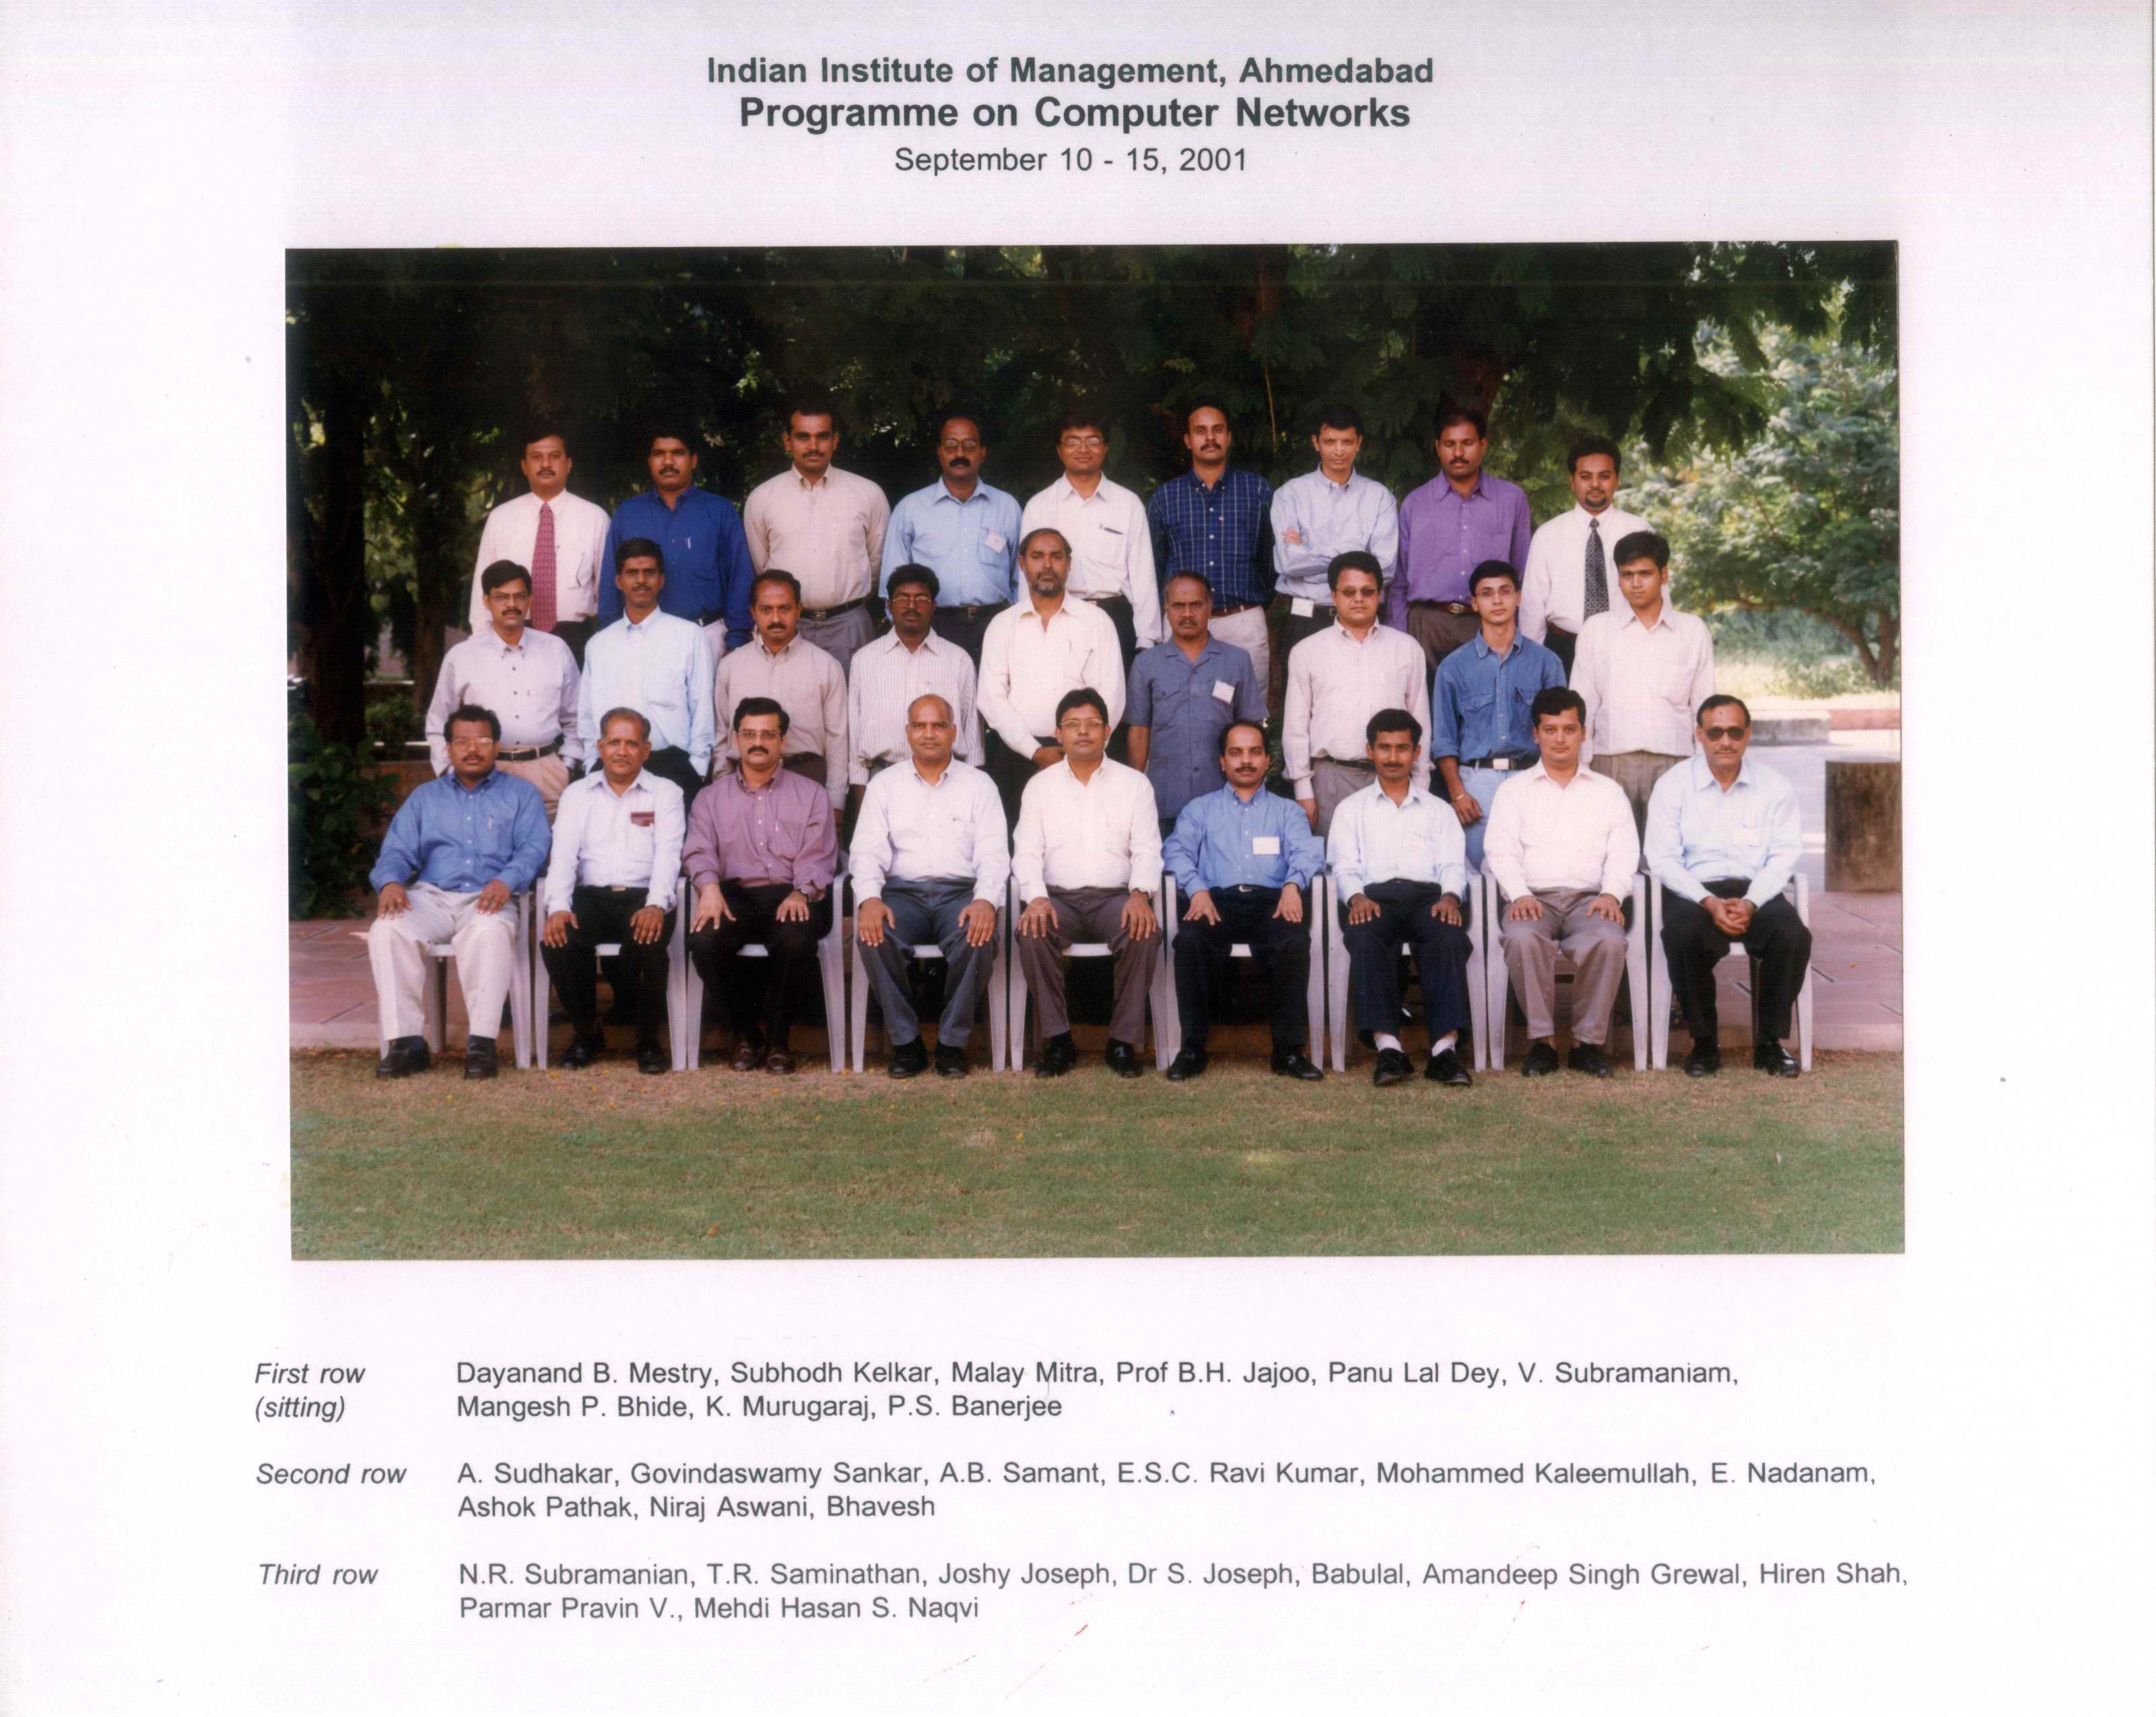 Indian Institute of Management, Ahmedabad
Programme on Computer Networks
September 10 - 15, 2001
First row Dayanand B. Mestry, Subhodh Kelkar, Malay Mitra, Prof B.H. Jajoo, Panu Lal Dey, V. Subramaniam,
(sitting) Mangesh P. Bhide, K. Murugaraj, P.S. Banerjee
Second row A. Sudhakar, Govindaswamy Sankar, A.B. Samant, E.S.C. Ravi Kumar, Mohammed Kaleemullah, E. Nadanam,
Ashok Pathak, Niraj Aswani, Bhavesh
Third row N.R. Subramanian, T.R. Saminathan, Joshy Joseph, Dr S. Joseph, Babulal, Amandeep Singh Grewal, Hiren Shah,
Parmar Pravin V., Mehdi Hasan S. Naqvi